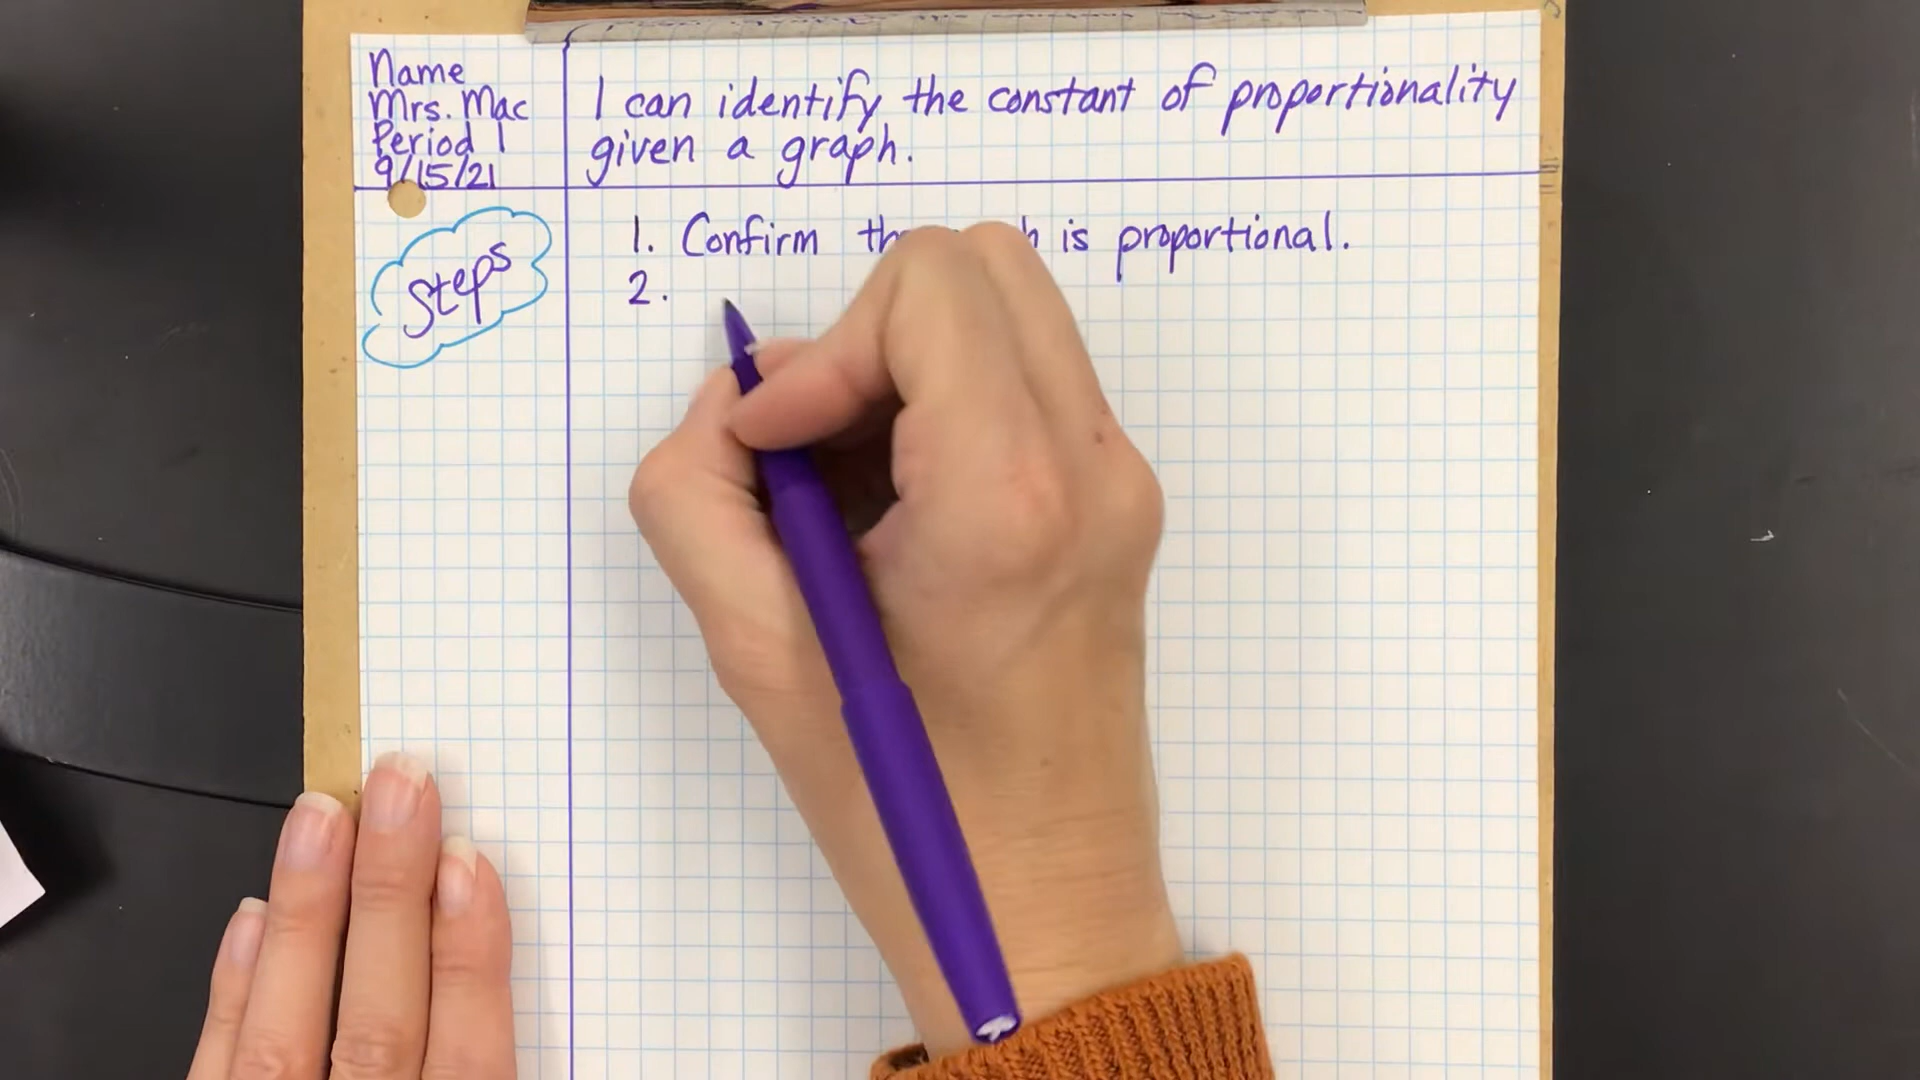 Name
Mrs. Mac
Period 1
9/15/21
I can identify the constant of proportionality
given a graph.
Steps
1. Confirm is proportional.
2.